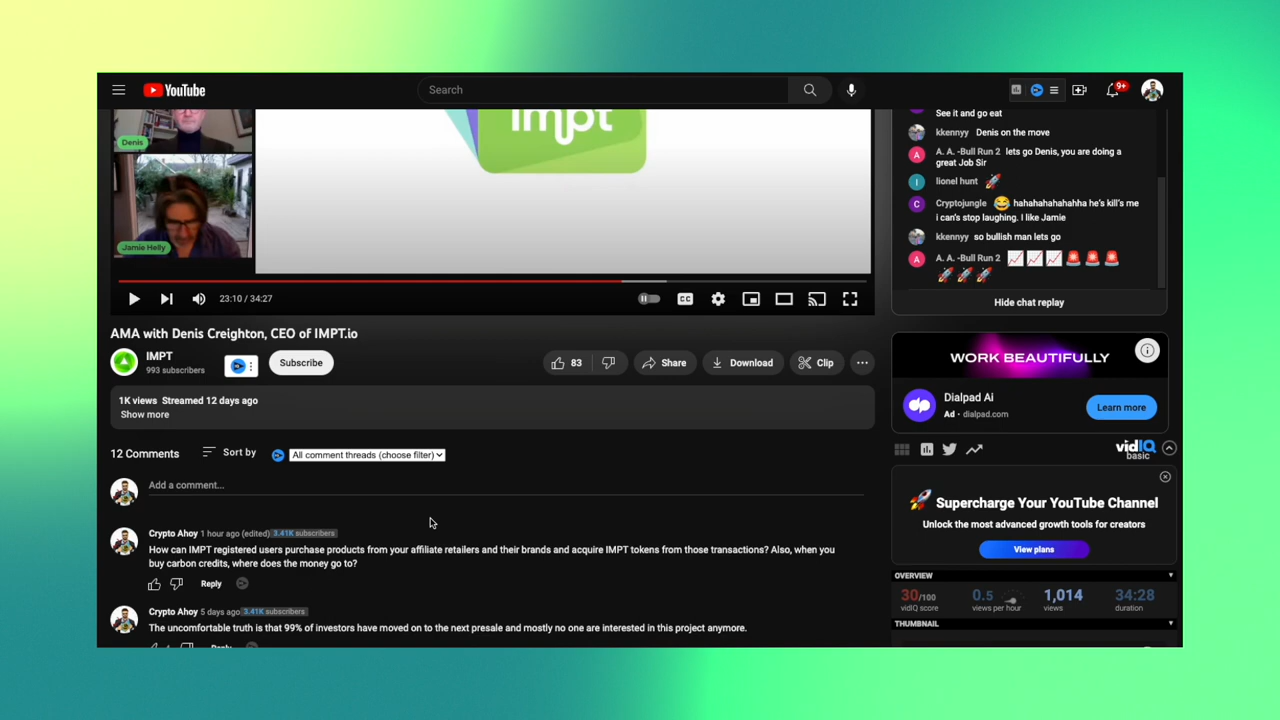 YouTube
Search
9+
impt
Denis
Jamie Helly
See it and go eat
kkennyy Denis on the move
A. A. -Bull Run 2 lets go Denis, you are doing a
great Job Sir
lionel hunt 🚀
Cryptojungle 😂 hahahahahahahha he's kill's me
i can's stop laughing. I like Jamie
kkennyy so bullish man lets go
A. A. -Bull Run 2 📈 📈 📈 🚨 🚨 🚨
🚀 🚀 🚀
Hide chat replay
23:10 / 34:27
CC
AMA with Denis Creighton, CEO of IMPT.io
IMPT
993 subscribers
Subscribe
83
Share
Download
Clip
1K views Streamed 12 days ago
Show more
12 Comments
Sort by
All comment threads (choose filter)
Add a comment...
Crypto Ahoy 1 hour ago (edited) 3.41K subscribers
How can IMPT registered users purchase products from your affiliate retailers and their brands and acquire IMPT tokens from those transactions? Also, when you
buy carbon credits, where does the money go to?
Reply
Crypto Ahoy 5 days ago 3.41K subscribers
The uncomfortable truth is that 99% of investors have moved on to the next presale and mostly no one are interested in this project anymore.
Reply
WORK BEAUTIFULLY
Dialpad Ai
Ad · dialpad.com
Learn more
vidIQ
basic
🚀 Supercharge Your YouTube Channel
Unlock the most advanced growth tools for creators
View plans
OVERVIEW
30/100
vidIQ score
0.5
views per hour
1,014
views
34:28
duration
THUMBNAIL